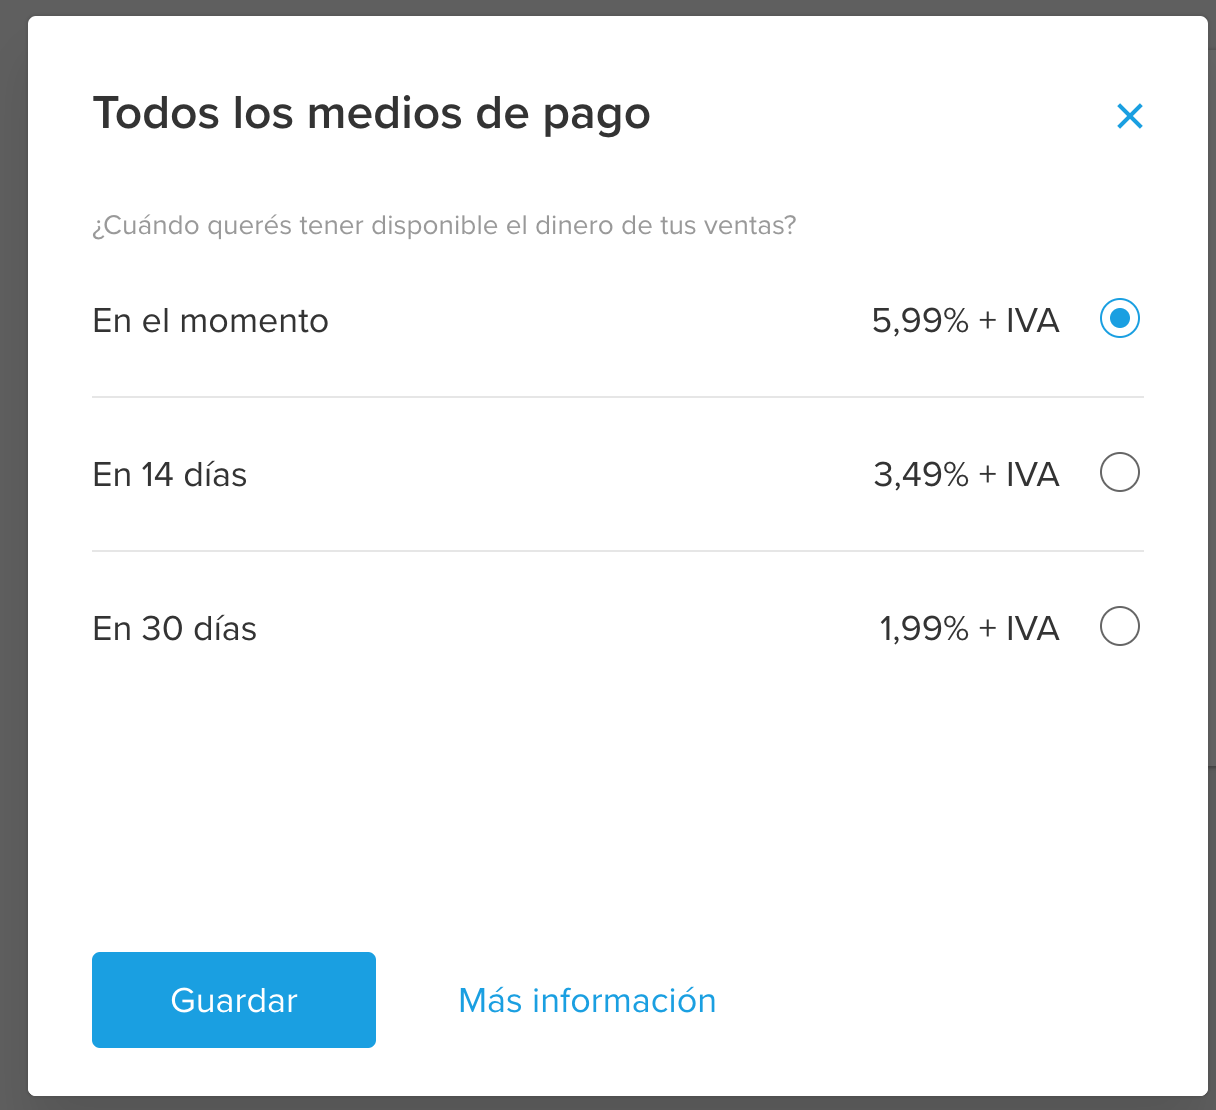 Todos los medios de pago
¿Cuándo querés tener disponible el dinero de tus ventas?
En el momento 5,99% + IVA
En 14 días 3,49% + IVA
En 30 días 1,99% + IVA
Guardar Más información